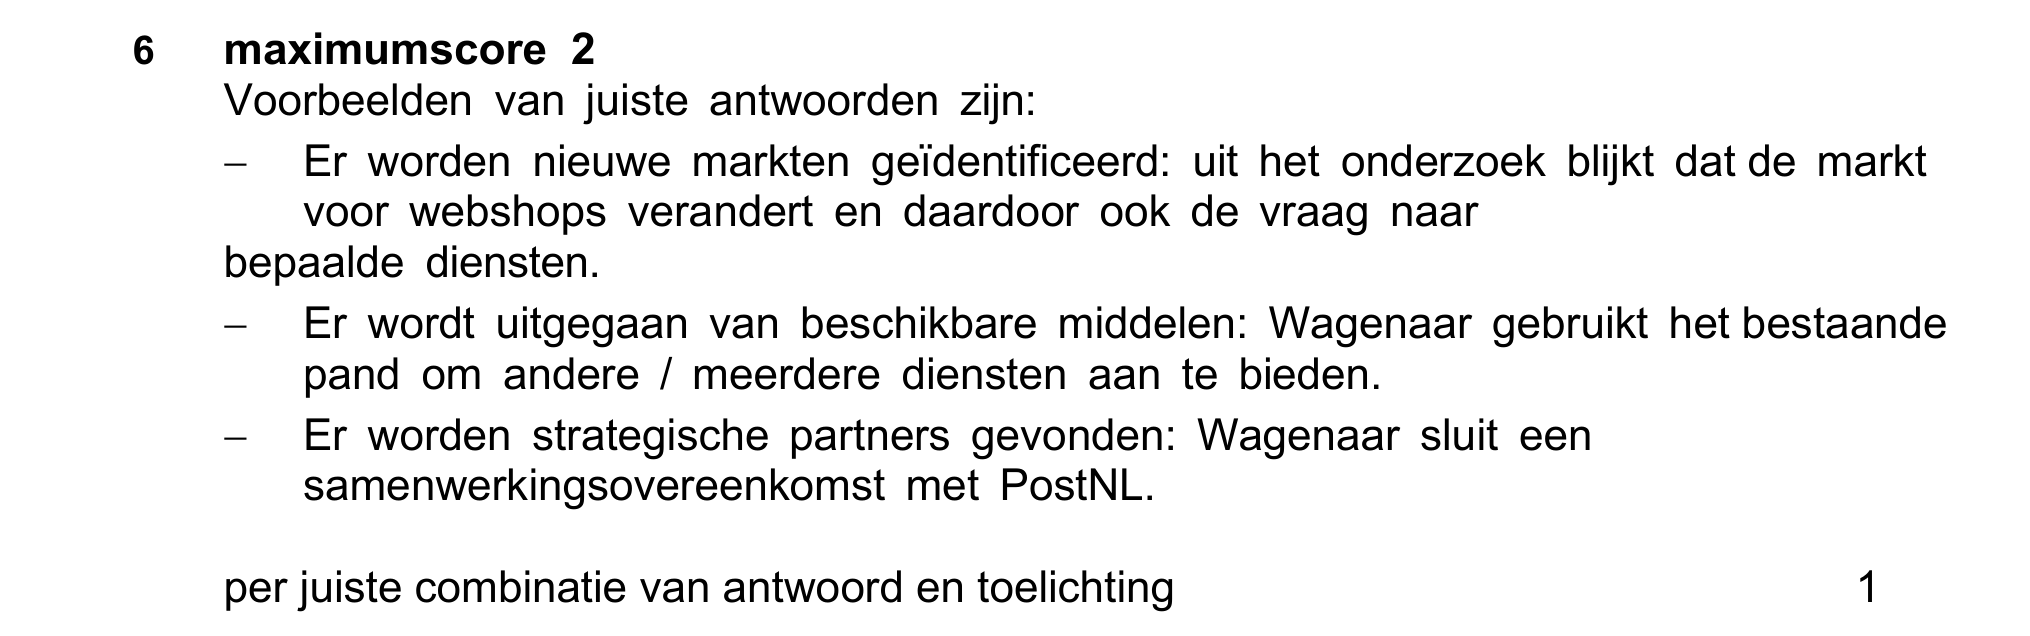 6 maximumscore 2
Voorbeelden van juiste antwoorden zijn:
− Er worden nieuwe markten geïdentificeerd: uit het onderzoek blijkt dat de markt
voor webshops verandert en daardoor ook de vraag naar
bepaalde diensten.
− Er wordt uitgegaan van beschikbare middelen: Wagenaar gebruikt het bestaande
pand om andere / meerdere diensten aan te bieden.
− Er worden strategische partners gevonden: Wagenaar sluit een
samenwerkingsovereenkomst met PostNL.
per juiste combinatie van antwoord en toelichting 1